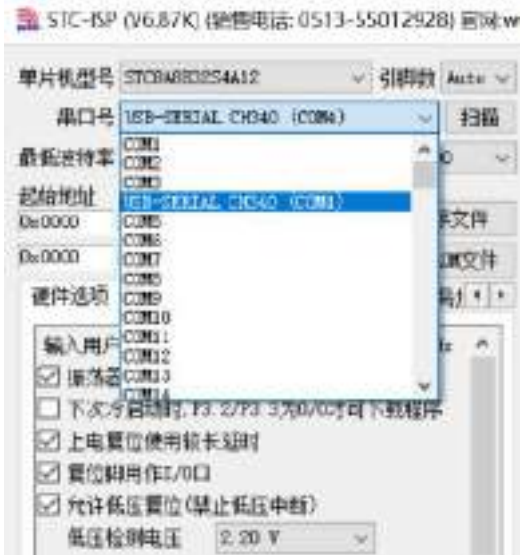 STC-ISP (V6.87K) (销售电话: 0513-55012928) 官网:w
单片机型号 STC8A8K32S4A12 引脚数 Auto
串口号 USB-SERIAL CH340 (COM4) 扫描
最低波特率
COM1
COM2
COM3
USB-SERIAL CH340 (COM4)
COM5
COM6
COM7
COM8
COM9
COM10
COM11
COM12
COM13
COM14
起始地址
0x0000 文件
0x0000 文件
硬件选项
输入用户
振荡器
下次冷启动时, P3.2/P3.3为0/0才可下载程序
上电复位使用较长延时
复位脚用作I/O口
允许低压复位(禁止低压中断)
低压检测电压 2.20 V